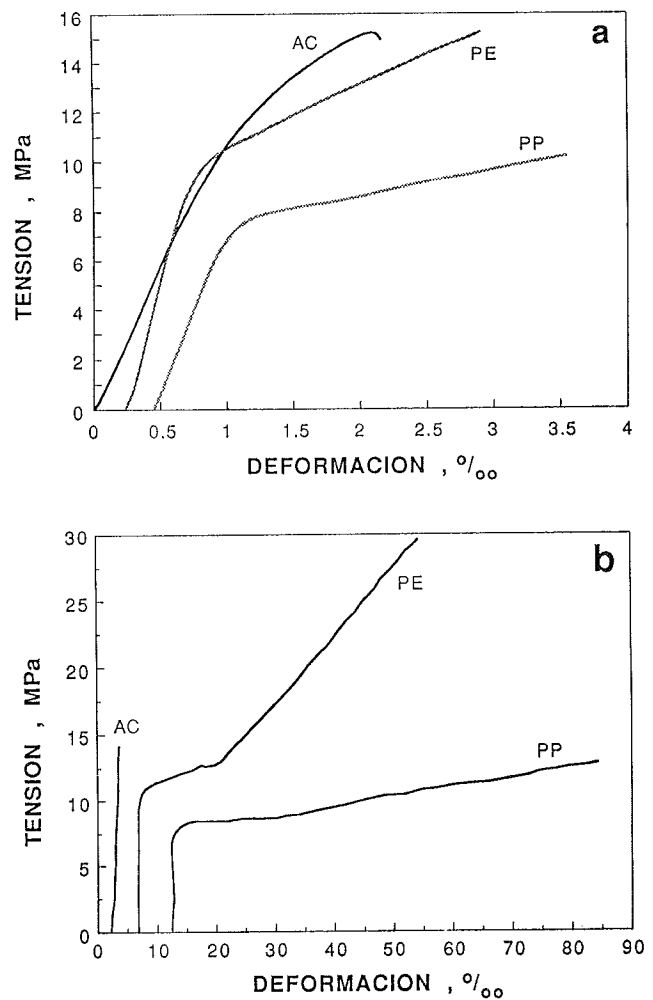 a
16
14
12
10
8
6
4
2
0
TENSION , MPa
AC
PE
PP
0 0.5 1 1.5 2 2.5 3 3.5 4
DEFORMACION , º/ₒₒ
b
30
25
20
15
10
5
0
TENSION , MPa
AC
PE
PP
0 10 20 30 40 50 60 70 80 90
DEFORMACION , º/ₒₒ